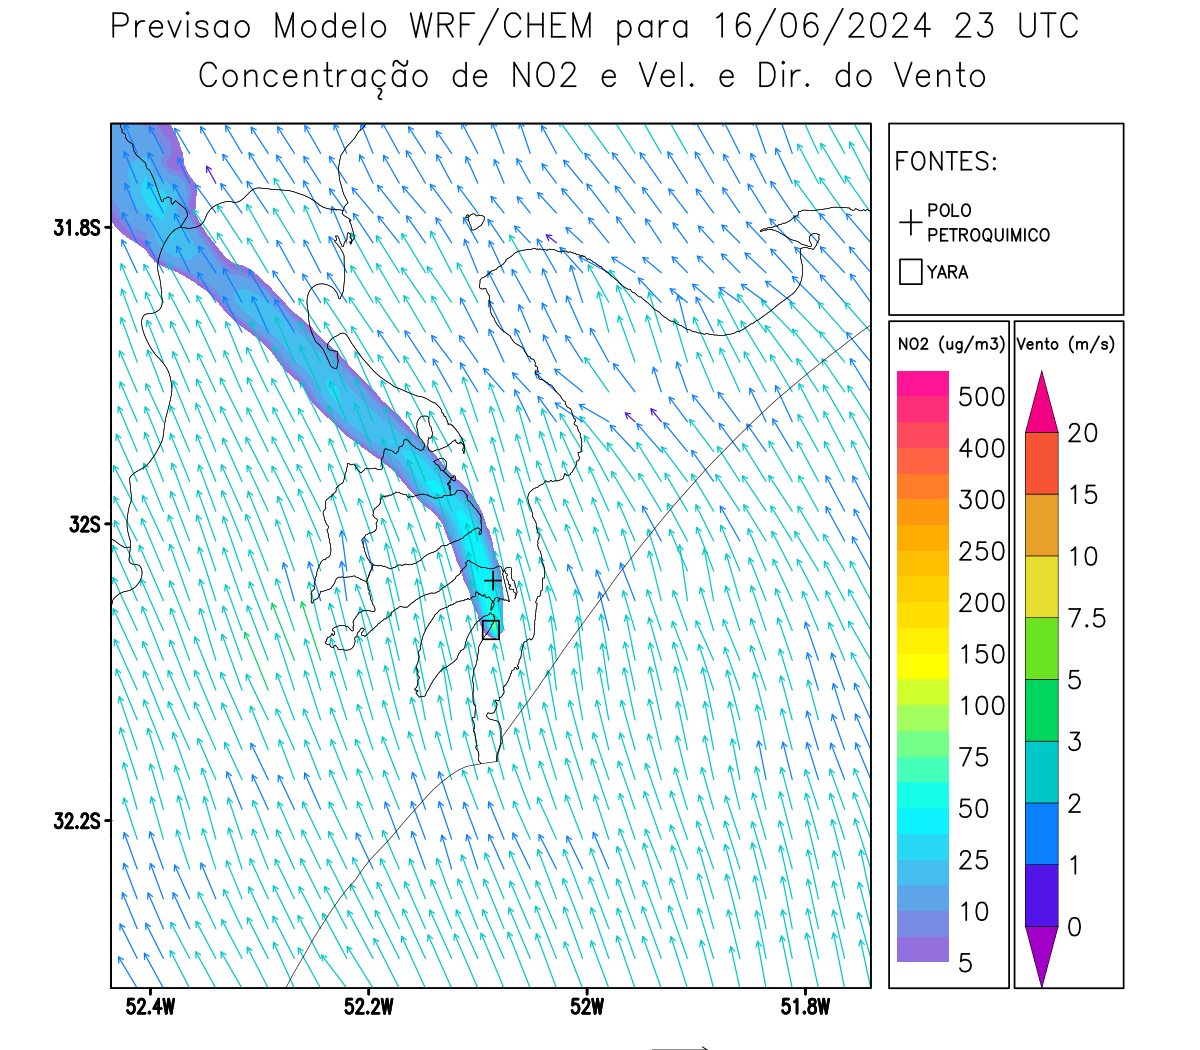 Previsao Modelo WRF/CHEM para 16/06/2024 23 UTC
Concentração de NO2 e Vel. e Dir. do Vento
FONTES:
POLO
PETROQUIMICO
YARA
NO2 (ug/m3)
500
400
300
250
200
150
100
75
50
25
10
5
Vento (m/s)
20
15
10
7.5
5
3
2
1
0
31.8S
32S
32.2S
52.4W
52.2W
52W
51.8W